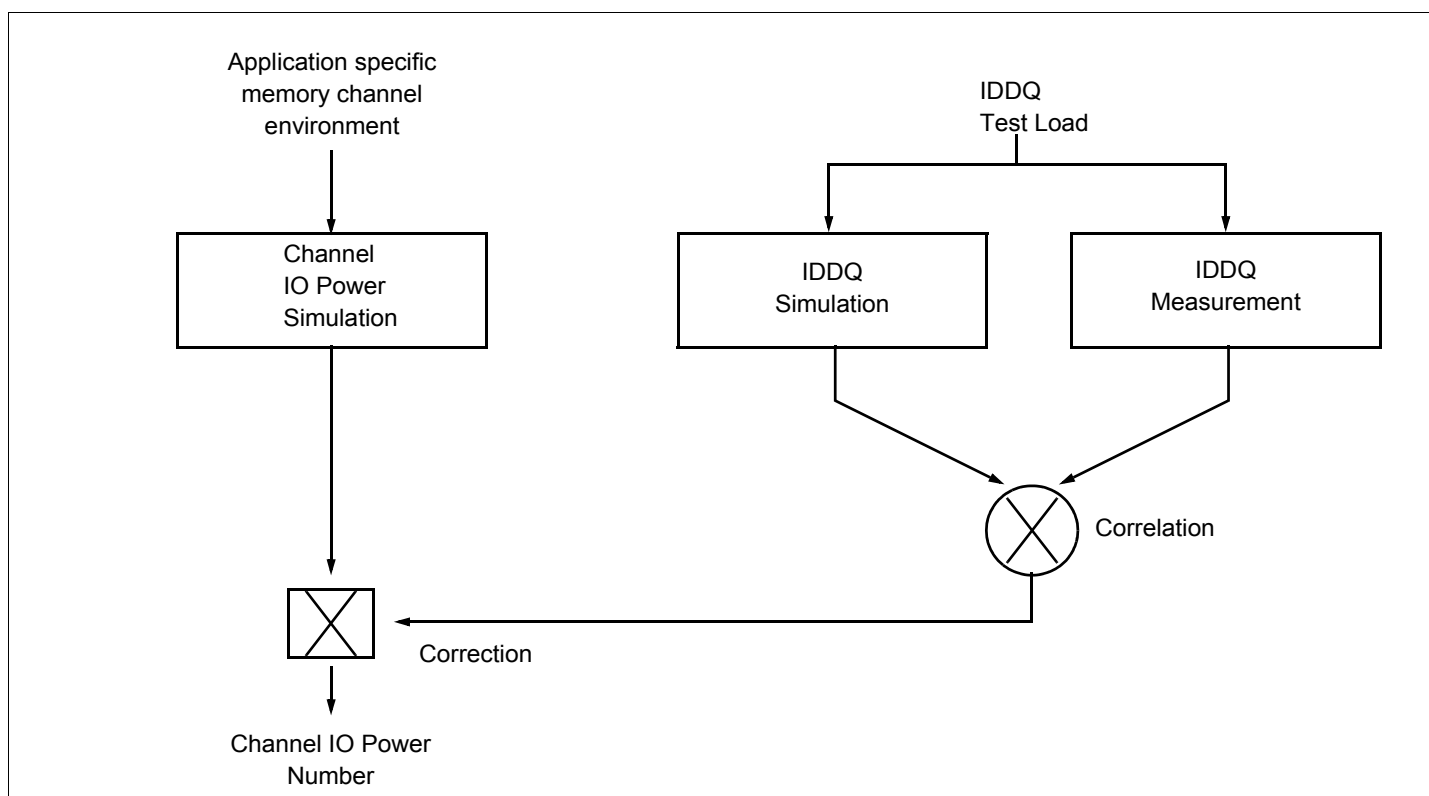 Application specific
memory channel
environment
IDDQ
Test Load
Channel
IO Power
Simulation
IDDQ
Simulation
IDDQ
Measurement
Correlation
Correction
Channel IO Power
Number